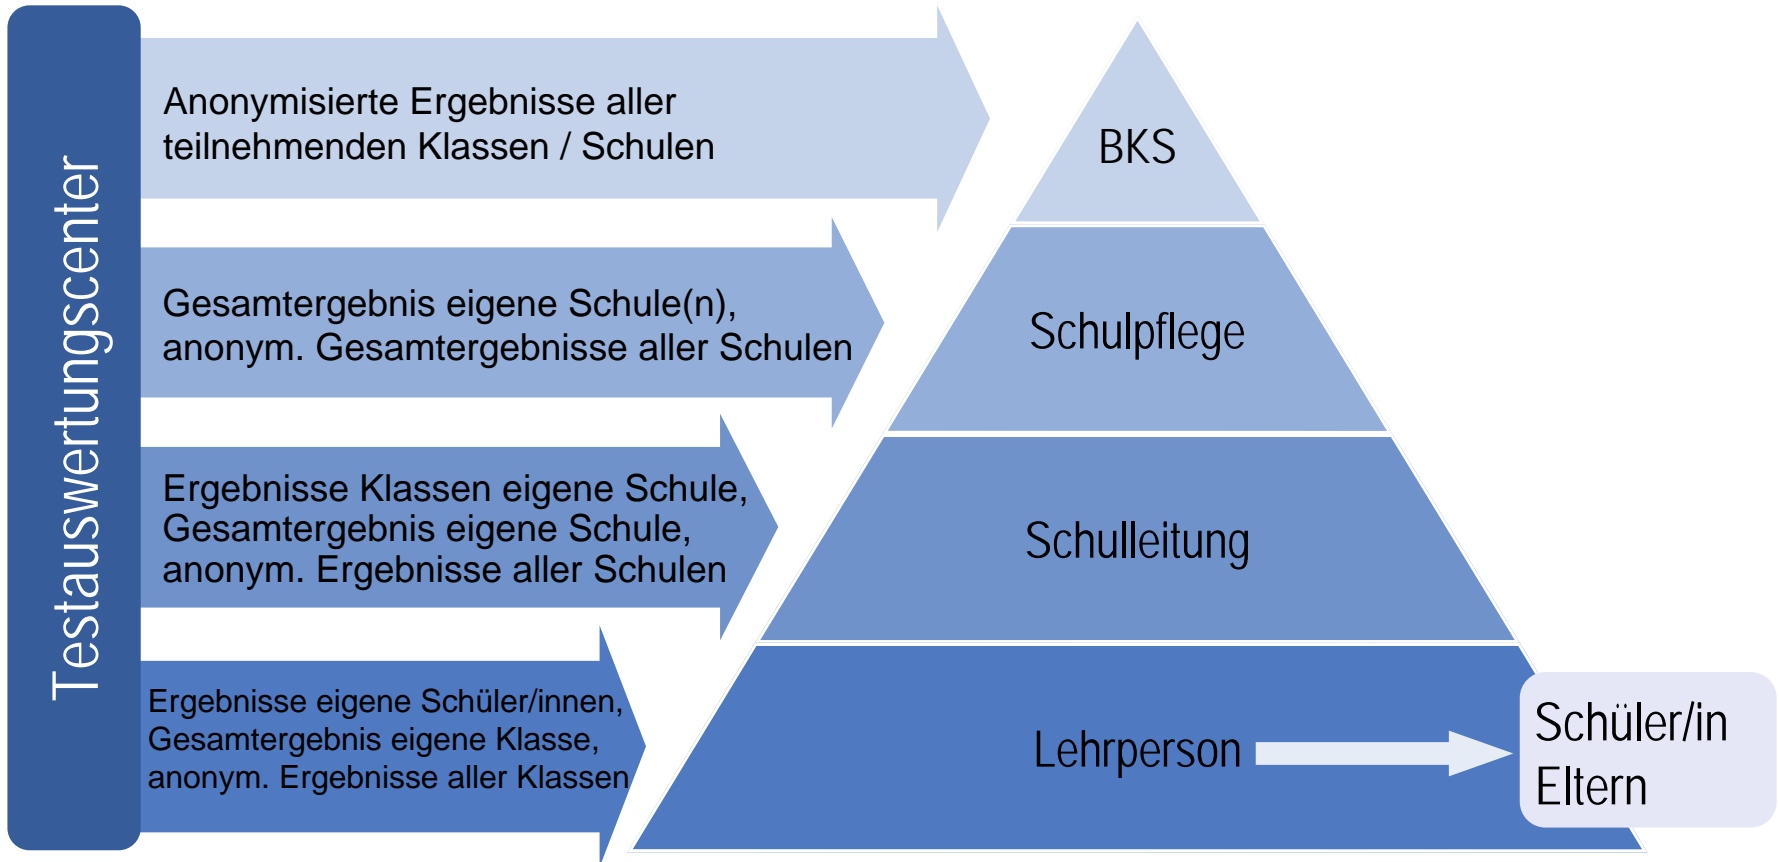 Testauswertungscenter
Anonymisierte Ergebnisse aller
teilnehmenden Klassen / Schulen
BKS
Gesamtergebnis eigene Schule(n),
anonym. Gesamtergebnisse aller Schulen
Schulpflege
Ergebnisse Klassen eigene Schule,
Gesamtergebnis eigene Schule,
anonym. Ergebnisse aller Schulen
Schulleitung
Ergebnisse eigene Schüler/innen,
Gesamtergebnis eigene Klasse,
anonym. Ergebnisse aller Klassen
Lehrperson
Schüler/in
Eltern